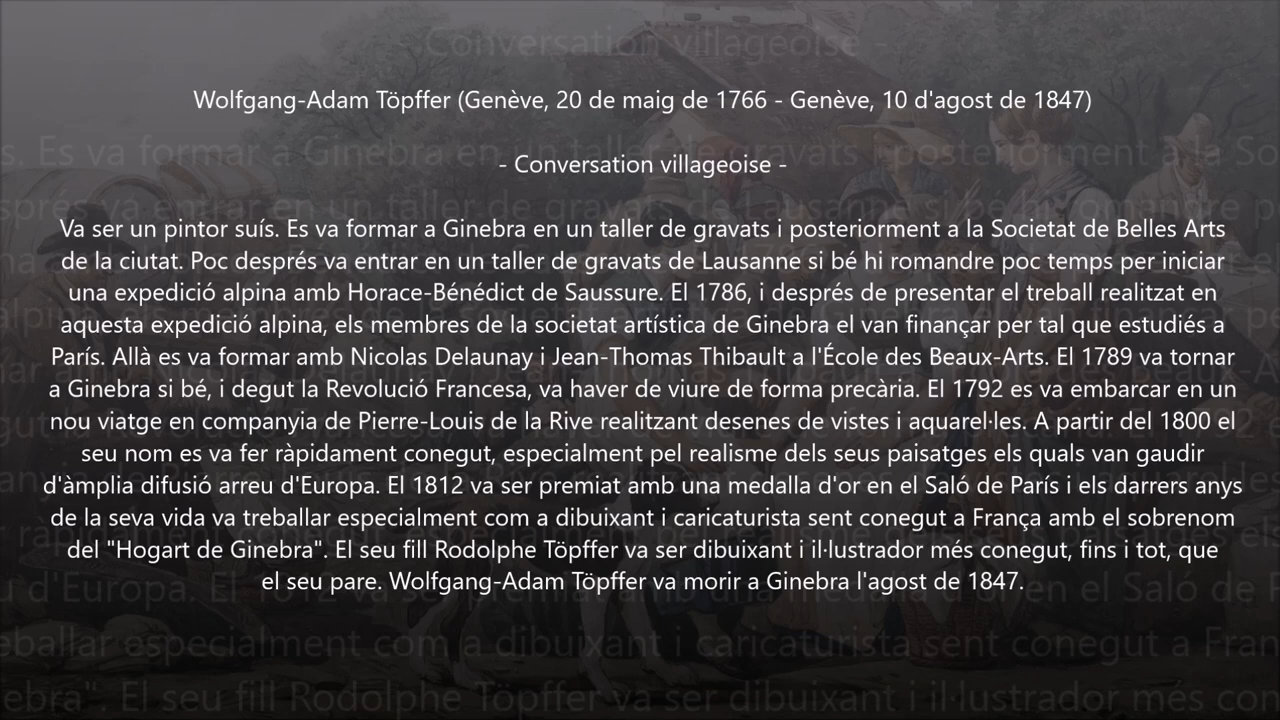 Wolfgang-Adam Töpffer (Genève, 20 de maig de 1766 - Genève, 10 d'agost de 1847)
- Conversation villageoise -
Va ser un pintor suís. Es va formar a Ginebra en un taller de gravats i posteriorment a la Societat de Belles Arts
de la ciutat. Poc després va entrar en un taller de gravats de Lausanne si bé hi romandre poc temps per iniciar
una expedició alpina amb Horace-Bénédict de Saussure. El 1786, i després de presentar el treball realitzat en
aquesta expedició alpina, els membres de la societat artística de Ginebra el van finançar per tal que estudiés a
París. Allà es va formar amb Nicolas Delaunay i Jean-Thomas Thibault a l'École des Beaux-Arts. El 1789 va tornar
a Ginebra si bé, i degut la Revolució Francesa, va haver de viure de forma precària. El 1792 es va embarcar en un
nou viatge en companyia de Pierre-Louis de la Rive realitzant desenes de vistes i aquarel·les. A partir del 1800 el
seu nom es va fer ràpidament conegut, especialment pel realisme dels seus paisatges els quals van gaudir
d'àmplia difusió arreu d'Europa. El 1812 va ser premiat amb una medalla d'or en el Saló de París i els darrers anys
de la seva vida va treballar especialment com a dibuixant i caricaturista sent conegut a França amb el sobrenom
del "Hogart de Ginebra". El seu fill Rodolphe Töpffer va ser dibuixant i il·lustrador més conegut, fins i tot, que
el seu pare. Wolfgang-Adam Töpffer va morir a Ginebra l'agost de 1847.